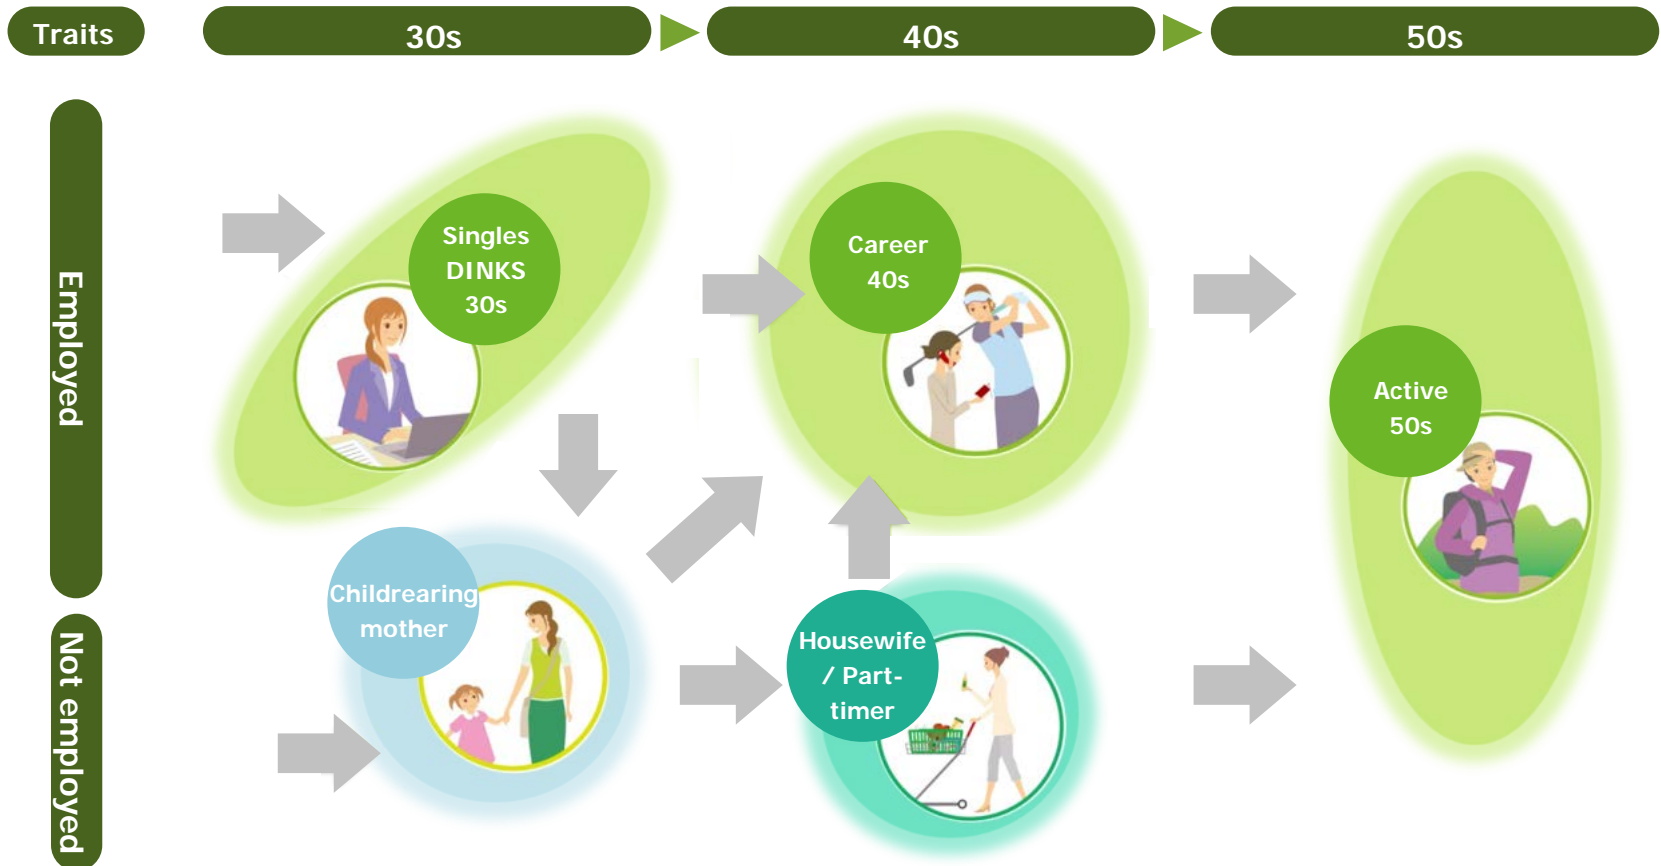 Traits
30s
40s
50s
Employed
Not employed
Singles
DINKS
30s
Career
40s
Active
50s
Childrearing
mother
Housewife
/ Part-
timer